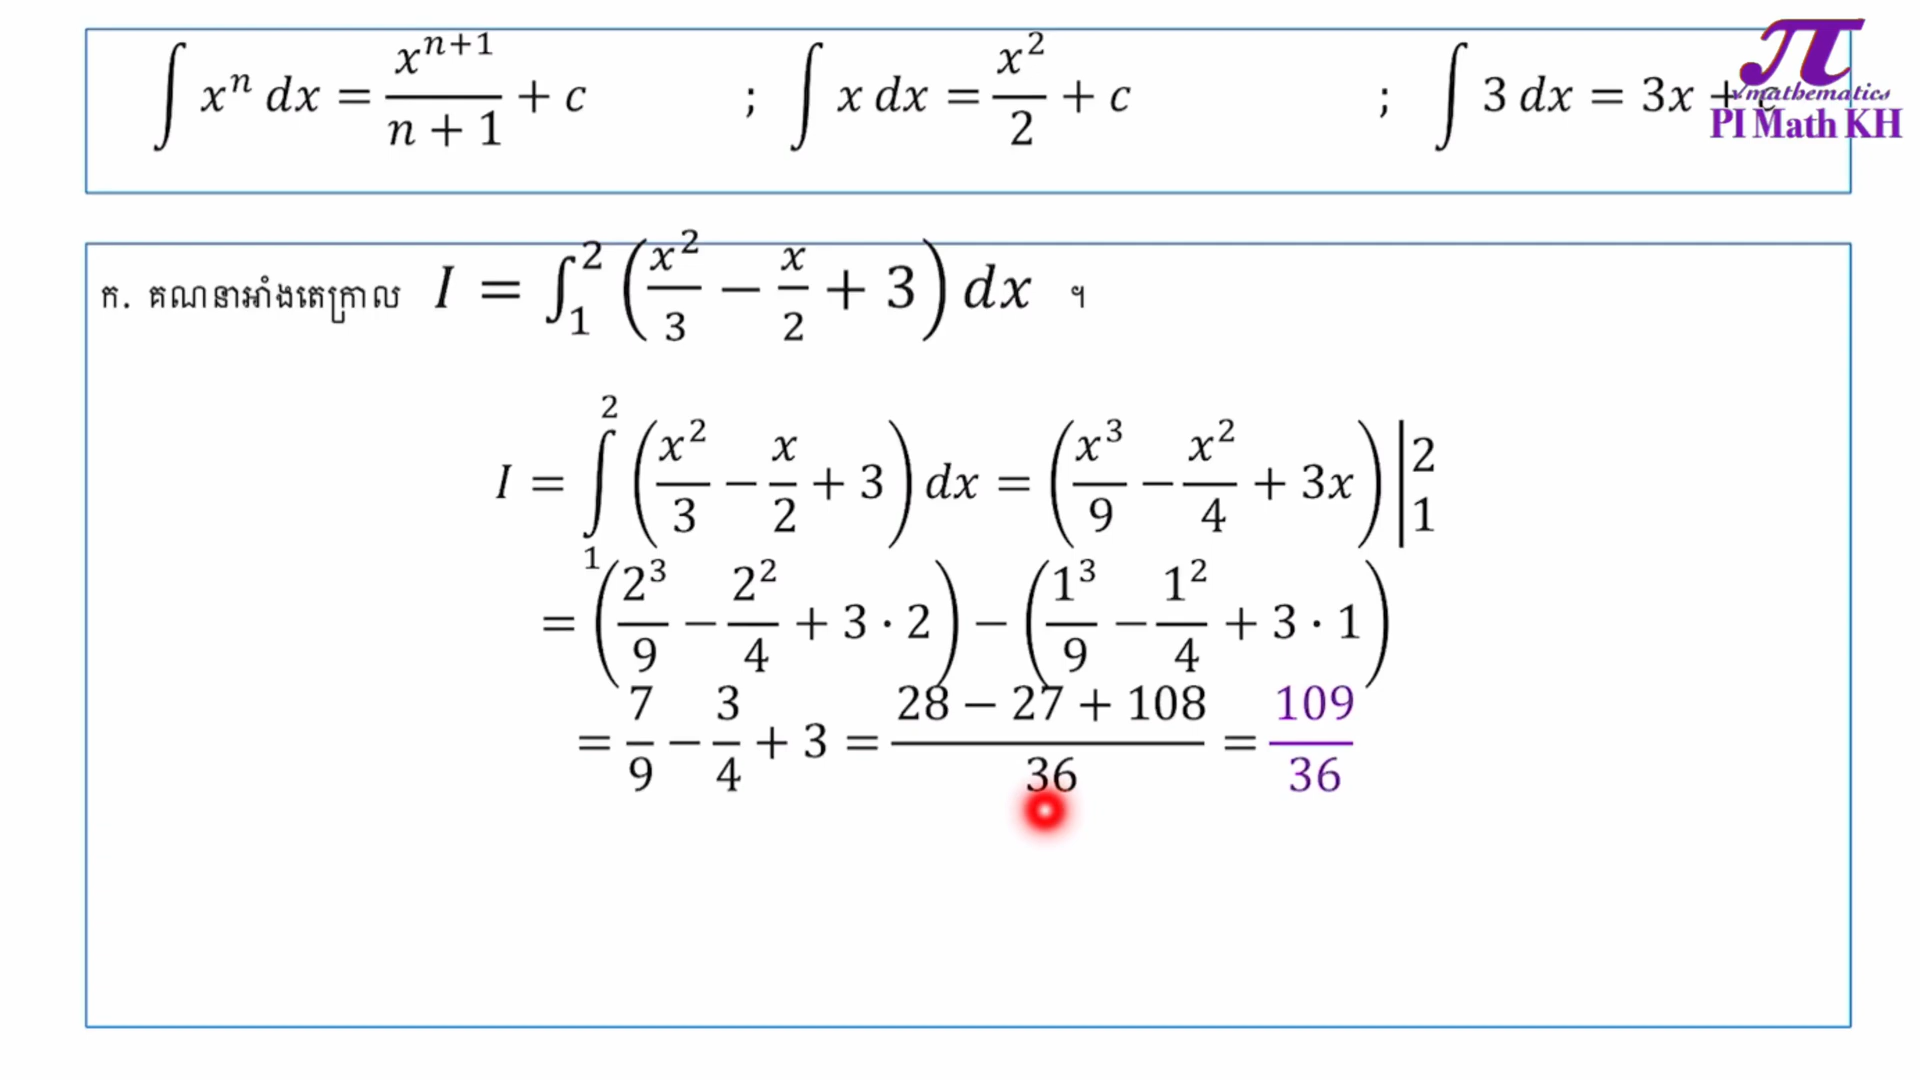 ∫ xⁿ dx = xⁿ⁺¹/(n + 1) + c ; ∫ x dx = x²/2 + c ; ∫ 3 dx = 3x + c
√mathematics
PI Math KH
ក. គណនាអាំងតេក្រាល I = ∫₁² (x²/3 − x/2 + 3) dx ។
I = ∫₁² (x²/3 − x/2 + 3) dx = (x³/9 − x²/4 + 3x) |₁²
= (2³/9 − 2²/4 + 3 · 2) − (1³/9 − 1²/4 + 3 · 1)
= 7/9 − 3/4 + 3 = (28 − 27 + 108)/36 = 109/36